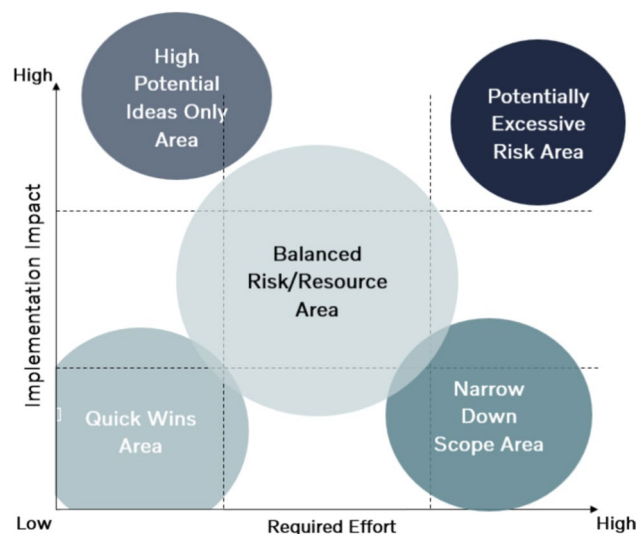 High
Potential
Ideas Only
Area
High
Potentially
Excessive
Risk Area
Implementation Impact
Balanced
Risk/Resource
Area
Quick Wins
Area
Narrow
Down
Scope Area
Low
Required Effort
High